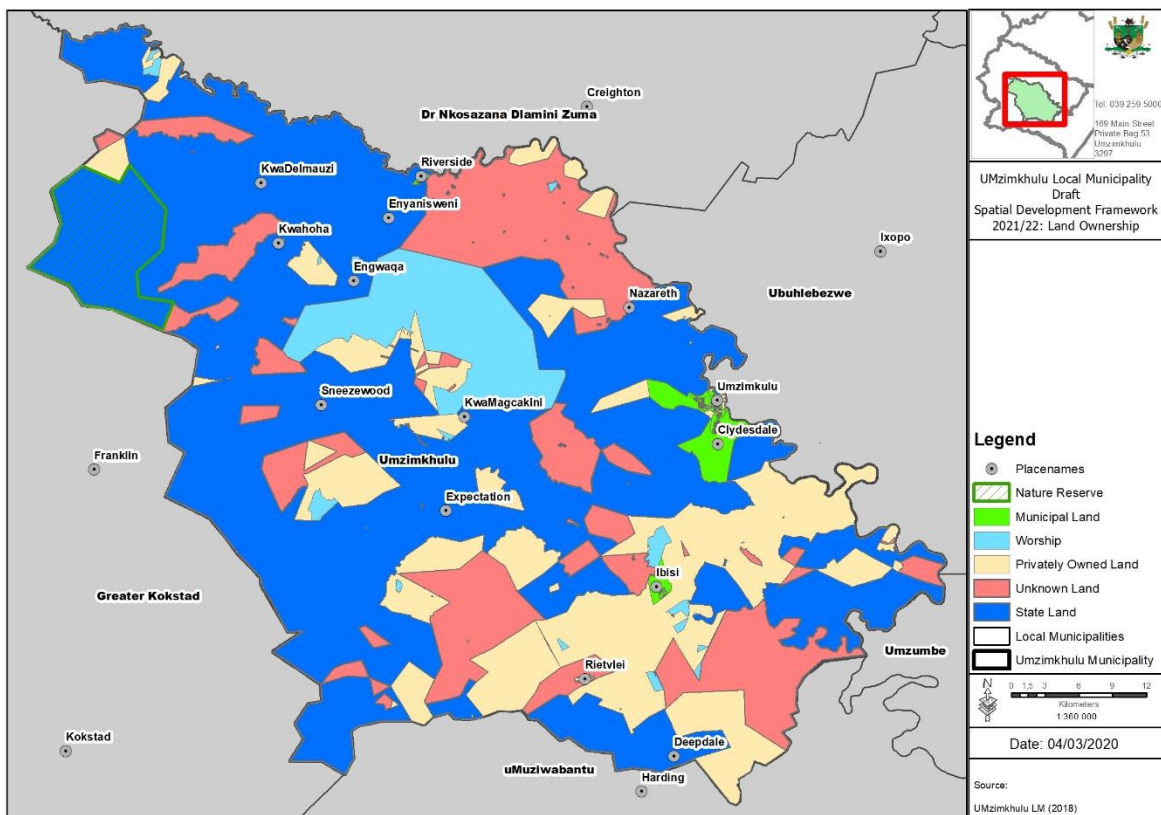 Creighton
Dr Nkosazana Dlamini Zuma
Riverside
KwaDelmauzi
Enyanisweni
Kwahoha
Ixopo
Engwaqa
Ubuhlebezwe
Nazareth
Sneezewood
Umzimkulu
KwaMagcakini
Clydesdale
Franklin
Umzimkhulu
Expectation
Ibisi
Greater Kokstad
Umzumbe
Rietvlei
Kokstad
Deepdale
uMuziwabantu
Harding
Tel: 039 259 5000
169 Main Street
Private Bag 53
Umzimkhulu
3297
UMzimkhulu Local Municipality
Draft
Spatial Development Framework
2021/22: Land Ownership
Legend
Placenames
Nature Reserve
Municipal Land
Worship
Privately Owned Land
Unknown Land
State Land
Local Municipalities
Umzimkhulu Municipality
N
0 1,5 3 6 9 12
Kilometers
1:360 000
Date: 04/03/2020
Source:
UMzimkhulu LM (2018)